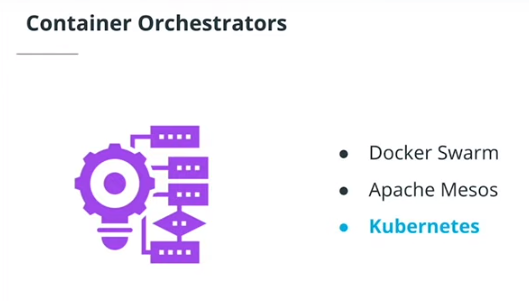 Container Orchestrators
Docker Swarm
Apache Mesos
Kubernetes